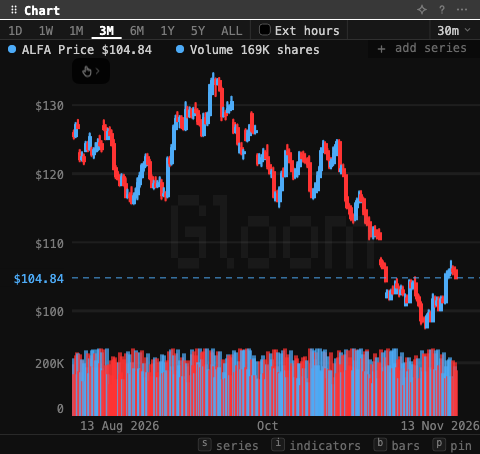 Chart
1D 1W 1M 3M 6M 1Y 5Y ALL Ext hours 30m
ALFA Price $104.84 Volume 169K shares + add series
$130
$120
Gloom
$110
$104.84
$100
200K
0
13 Aug 2026 Oct 13 Nov 2026
s series i indicators b bars p pin